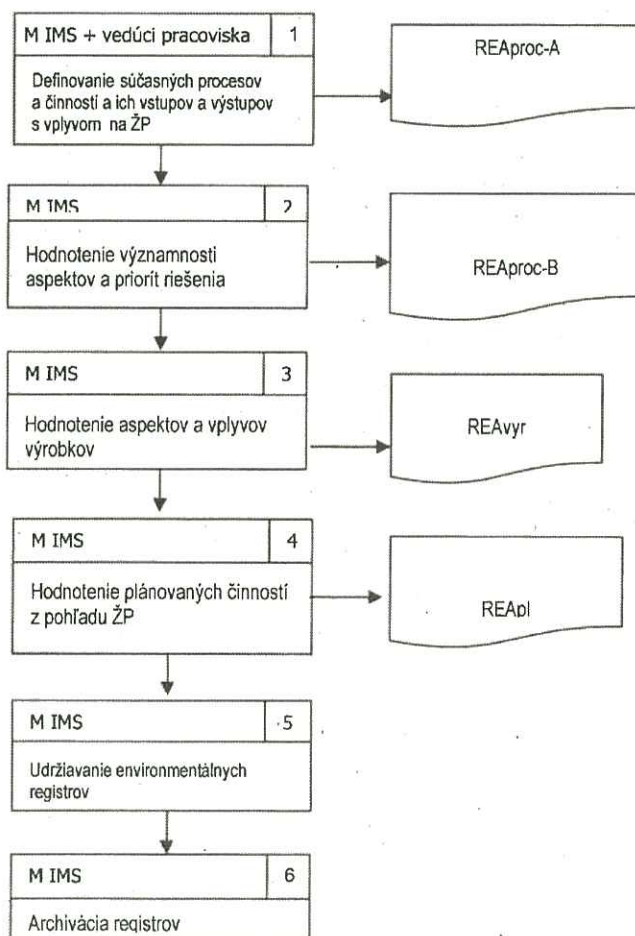 M IMS + vedúci pracoviska 1
Definovanie súčasných procesov
a činností a ich vstupov a výstupov
s vplyvom na ŽP
REAproc-A
M IMS 2
Hodnotenie významnosti
aspektov a priorít riešenia
REAproc-B
M IMS 3
Hodnotenie aspektov a vplyvov
výrobkov
REAvyr
M IMS 4
Hodnotenie plánovaných činností
z pohľadu ŽP
REApl
M IMS 5
Udržiavanie environmentálnych
registrov
M IMS 6
Archivácia registrov